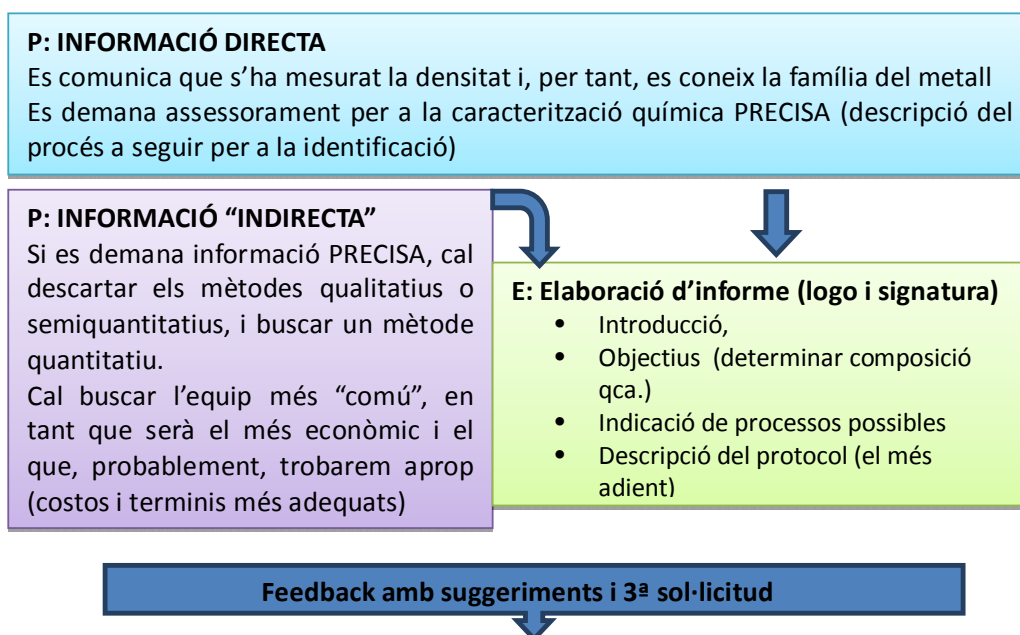 P: INFORMACIÓ DIRECTA
Es comunica que s’ha mesurat la densitat i, per tant, es coneix la família del metall
Es demana assessorament per a la caracterització química PRECISA (descripció del
procés a seguir per a la identificació)
P: INFORMACIÓ “INDIRECTA”
Si es demana informació PRECISA, cal
descartar els mètodes qualitatius o
semiquantitatius, i buscar un mètode
quantitatiu.
Cal buscar l’equip més “comú”, en
tant que serà el més econòmic i el
que, probablement, trobarem aprop
(costos i terminis més adequats)
E: Elaboració d’informe (logo i signatura)
• Introducció,
• Objectius (determinar composició
qca.)
• Indicació de processos possibles
• Descripció del protocol (el més
adient)
Feedback amb suggeriments i 3ª sol·licitud